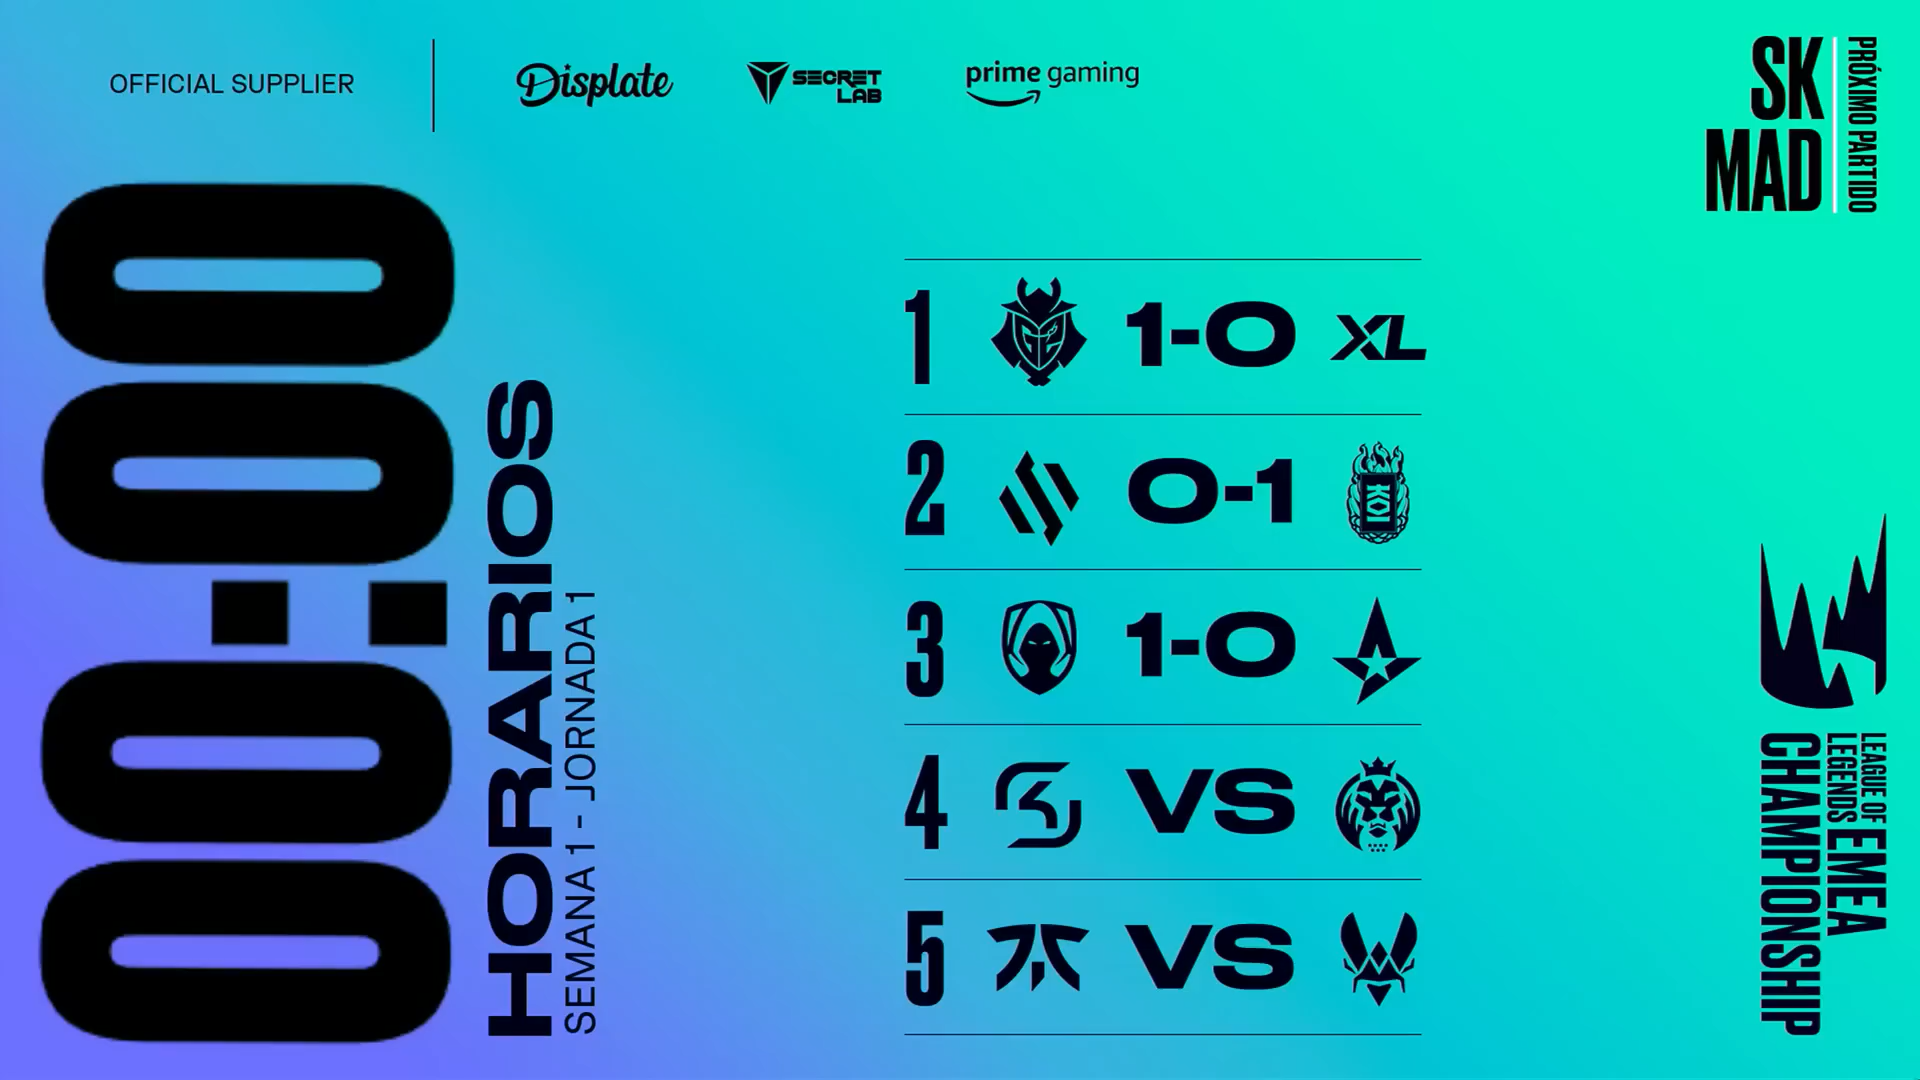 OFFICIAL SUPPLIER
Displate
SECRET
LAB
prime gaming
SK
MAD
PRÓXIMO PARTIDO
00:00
HORARIOS
SEMANA 1 - JORNADA 1
1 1-0 XL
2 0-1 KOI
3 1-0
4 VS
5 VS
LEAGUE OF
LEGENDS EMEA
CHAMPIONSHIP